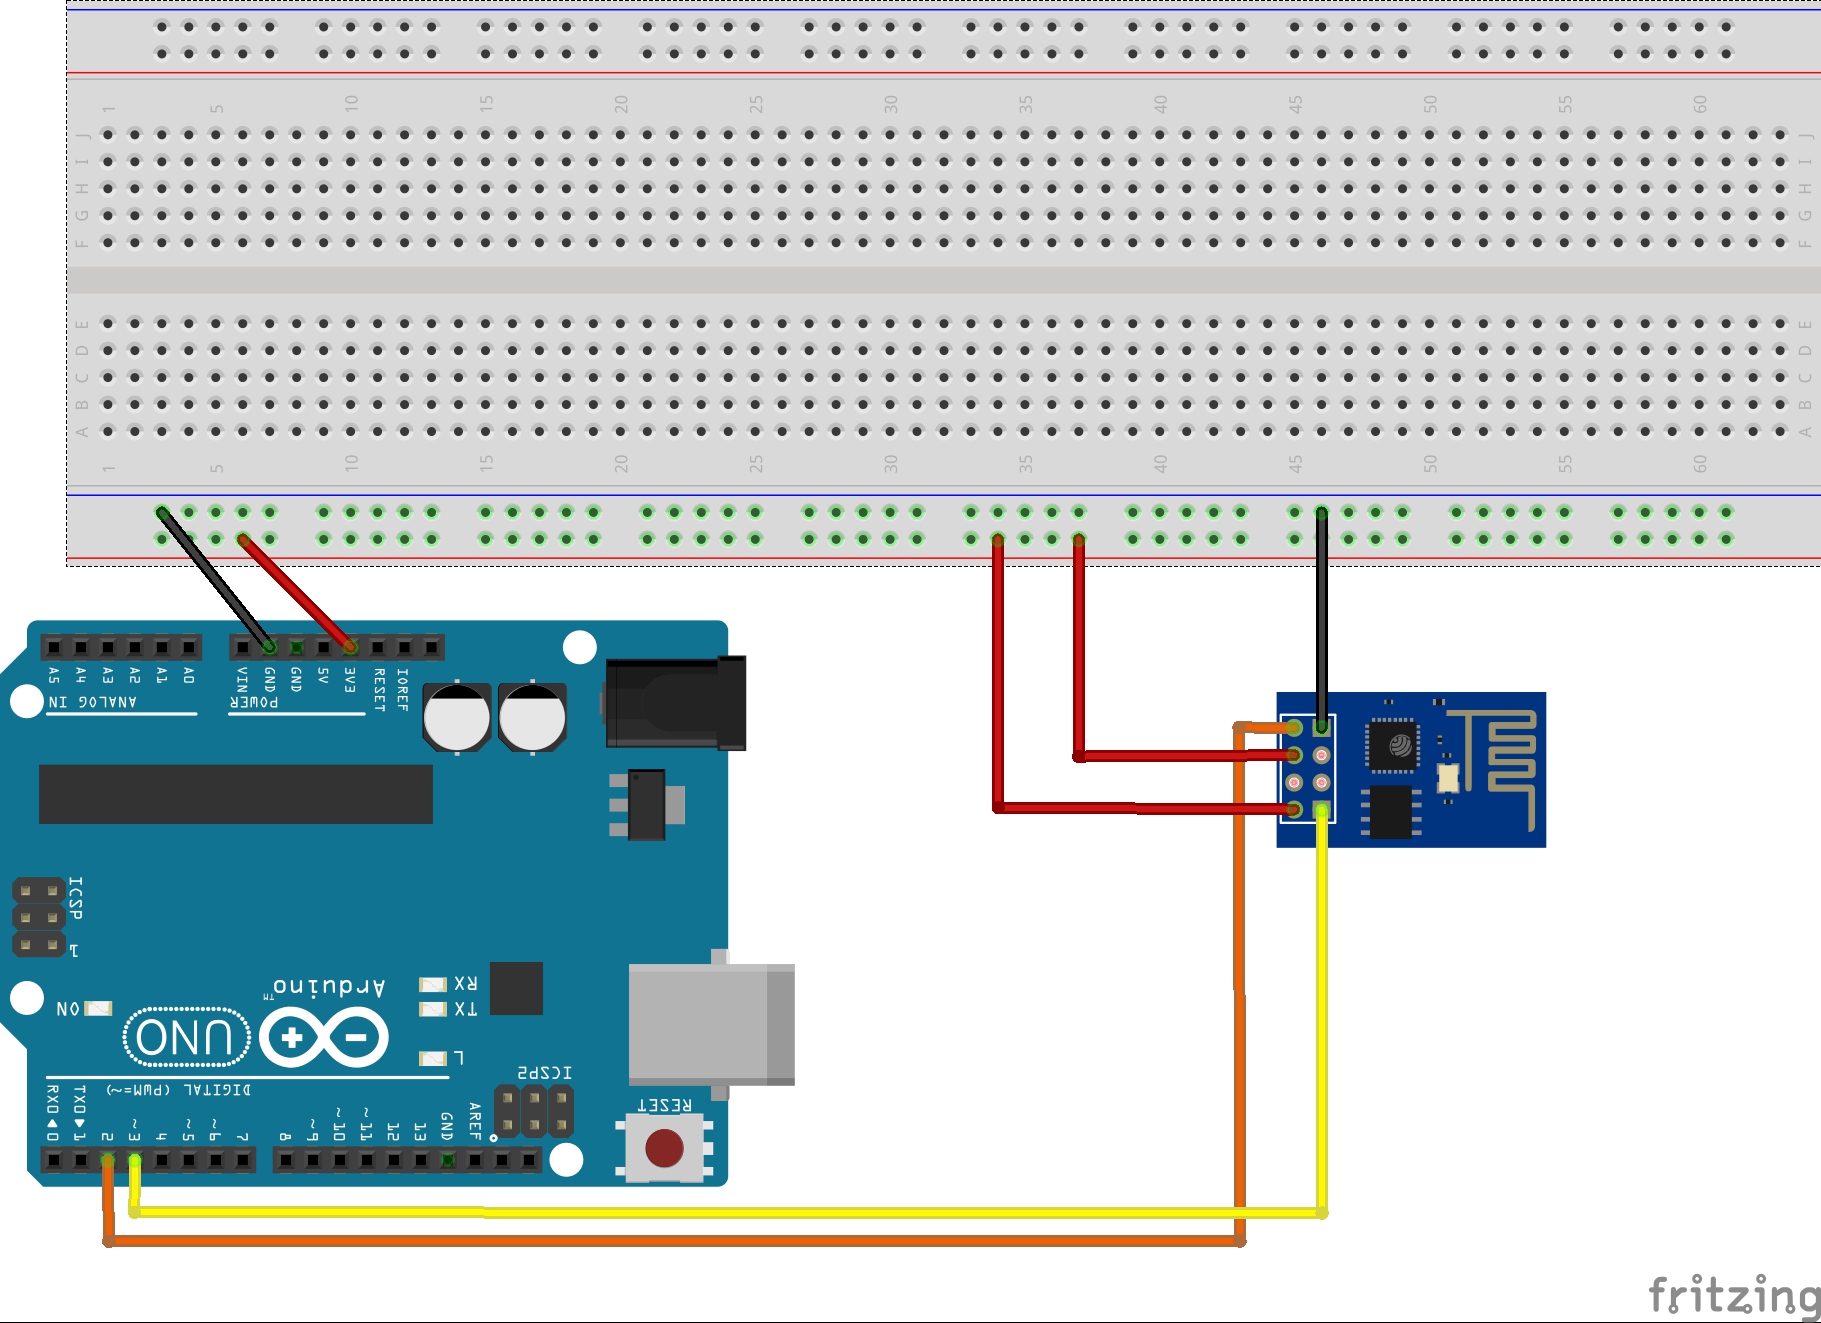 1 5 10 15 20 25 30 35 40 45 50 55 60
J J
I I
H H
G G
F F
E E
D D
C C
B B
A A
1 5 10 15 20 25 30 35 40 45 50 55 60
A5 A4 A3 A2 A1 A0 VIN GND GND 5V 3V3 RESET IOREF
ANALOG IN POWER
ICSP
1
Arduino™ RX
ON UNO TX
L
ICSP2
DIGITAL (PWM=~)
RESET
RX0◄0 TX0►1 2 ~3 4 ~5 ~6 7 8 ~9 ~10 ~11 12 13 GND AREF
fritzing